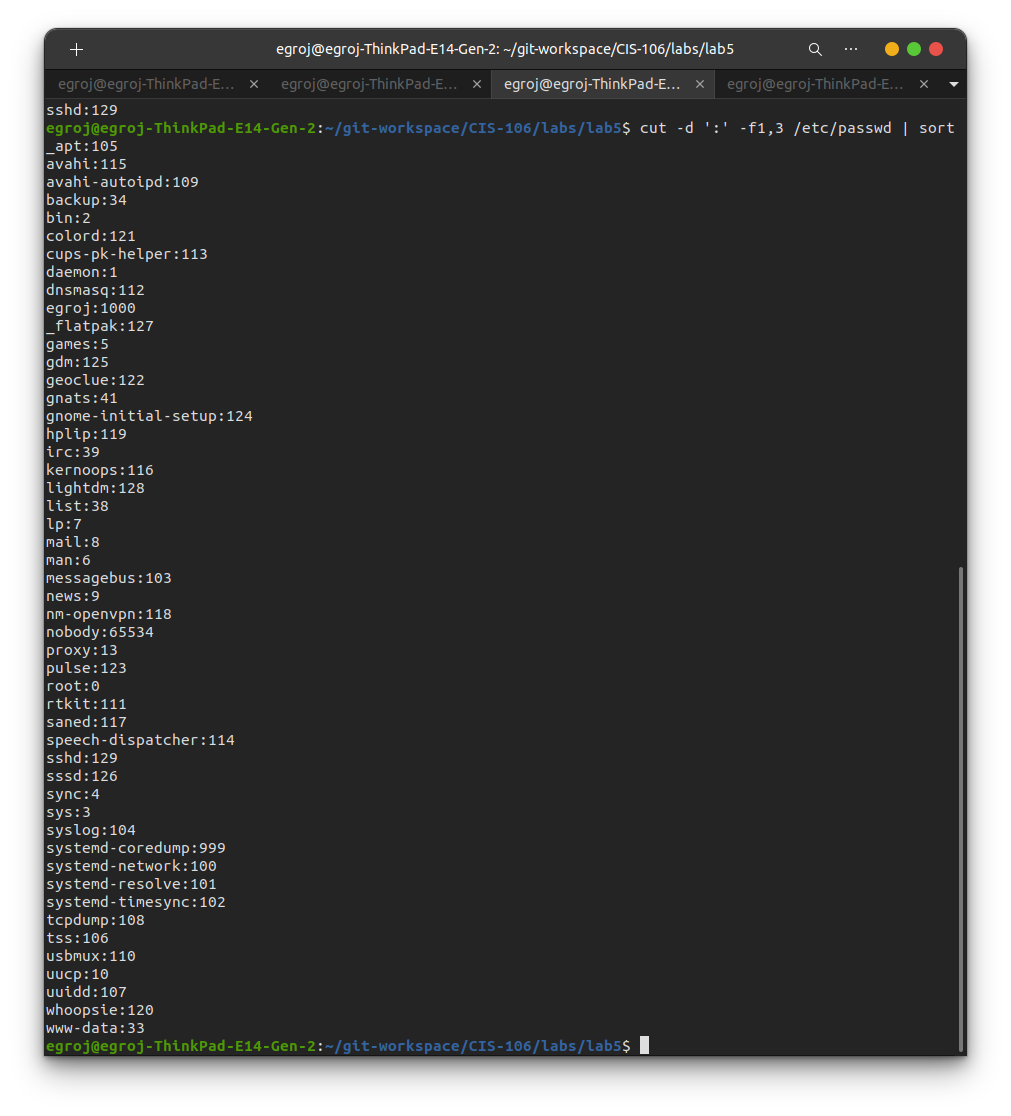 egroj@egroj-ThinkPad-E14-Gen-2: ~/git-workspace/CIS-106/labs/lab5
egroj@egroj-ThinkPad-E... egroj@egroj-ThinkPad-E... egroj@egroj-ThinkPad-E... egroj@egroj-ThinkPad-E...
sshd:129
egroj@egroj-ThinkPad-E14-Gen-2:~/git-workspace/CIS-106/labs/lab5$ cut -d ':' -f1,3 /etc/passwd | sort
_apt:105
avahi:115
avahi-autoipd:109
backup:34
bin:2
colord:121
cups-pk-helper:113
daemon:1
dnsmasq:112
egroj:1000
_flatpak:127
games:5
gdm:125
geoclue:122
gnats:41
gnome-initial-setup:124
hplip:119
irc:39
kernoops:116
lightdm:128
list:38
lp:7
mail:8
man:6
messagebus:103
news:9
nm-openvpn:118
nobody:65534
proxy:13
pulse:123
root:0
rtkit:111
saned:117
speech-dispatcher:114
sshd:129
sssd:126
sync:4
sys:3
syslog:104
systemd-coredump:999
systemd-network:100
systemd-resolve:101
systemd-timesync:102
tcpdump:108
tss:106
usbmux:110
uucp:10
uuidd:107
whoopsie:120
www-data:33
egroj@egroj-ThinkPad-E14-Gen-2:~/git-workspace/CIS-106/labs/lab5$